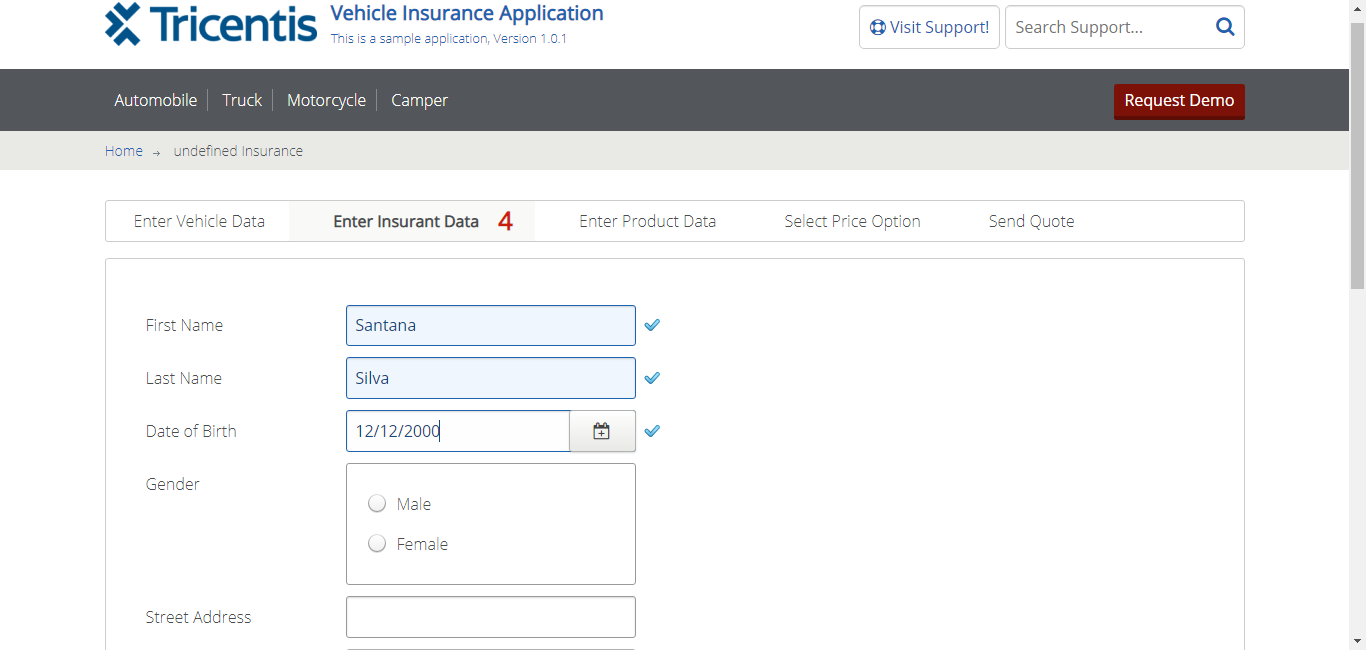 Tricentis
Vehicle Insurance Application
This is a sample application, Version 1.0.1
Visit Support!
Search Support...
Automobile
Truck
Motorcycle
Camper
Request Demo
Home → undefined Insurance
Enter Vehicle Data
Enter Insurant Data 4
Enter Product Data
Select Price Option
Send Quote
First Name
Santana
Last Name
Silva
Date of Birth
12/12/2000
Gender
Male
Female
Street Address